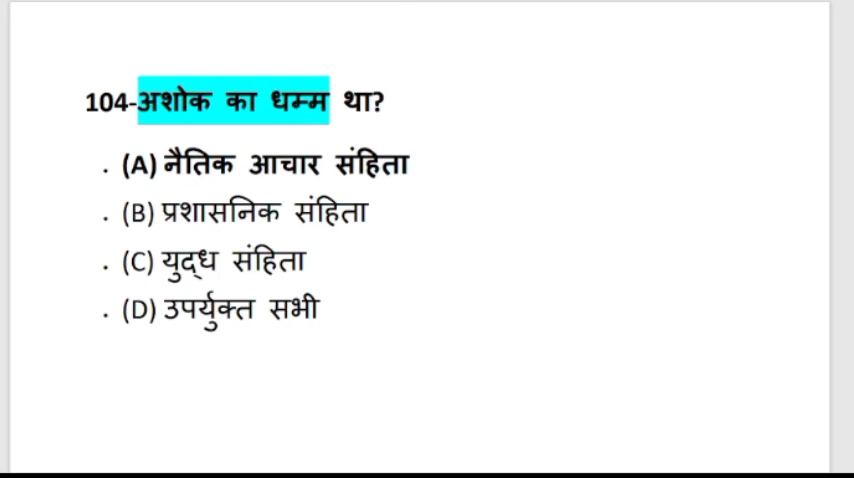 104-अशोक का धम्म था?
. (A) नैतिक आचार संहिता
. (B) प्रशासनिक संहिता
. (C) युद्ध संहिता
. (D) उपर्युक्त सभी